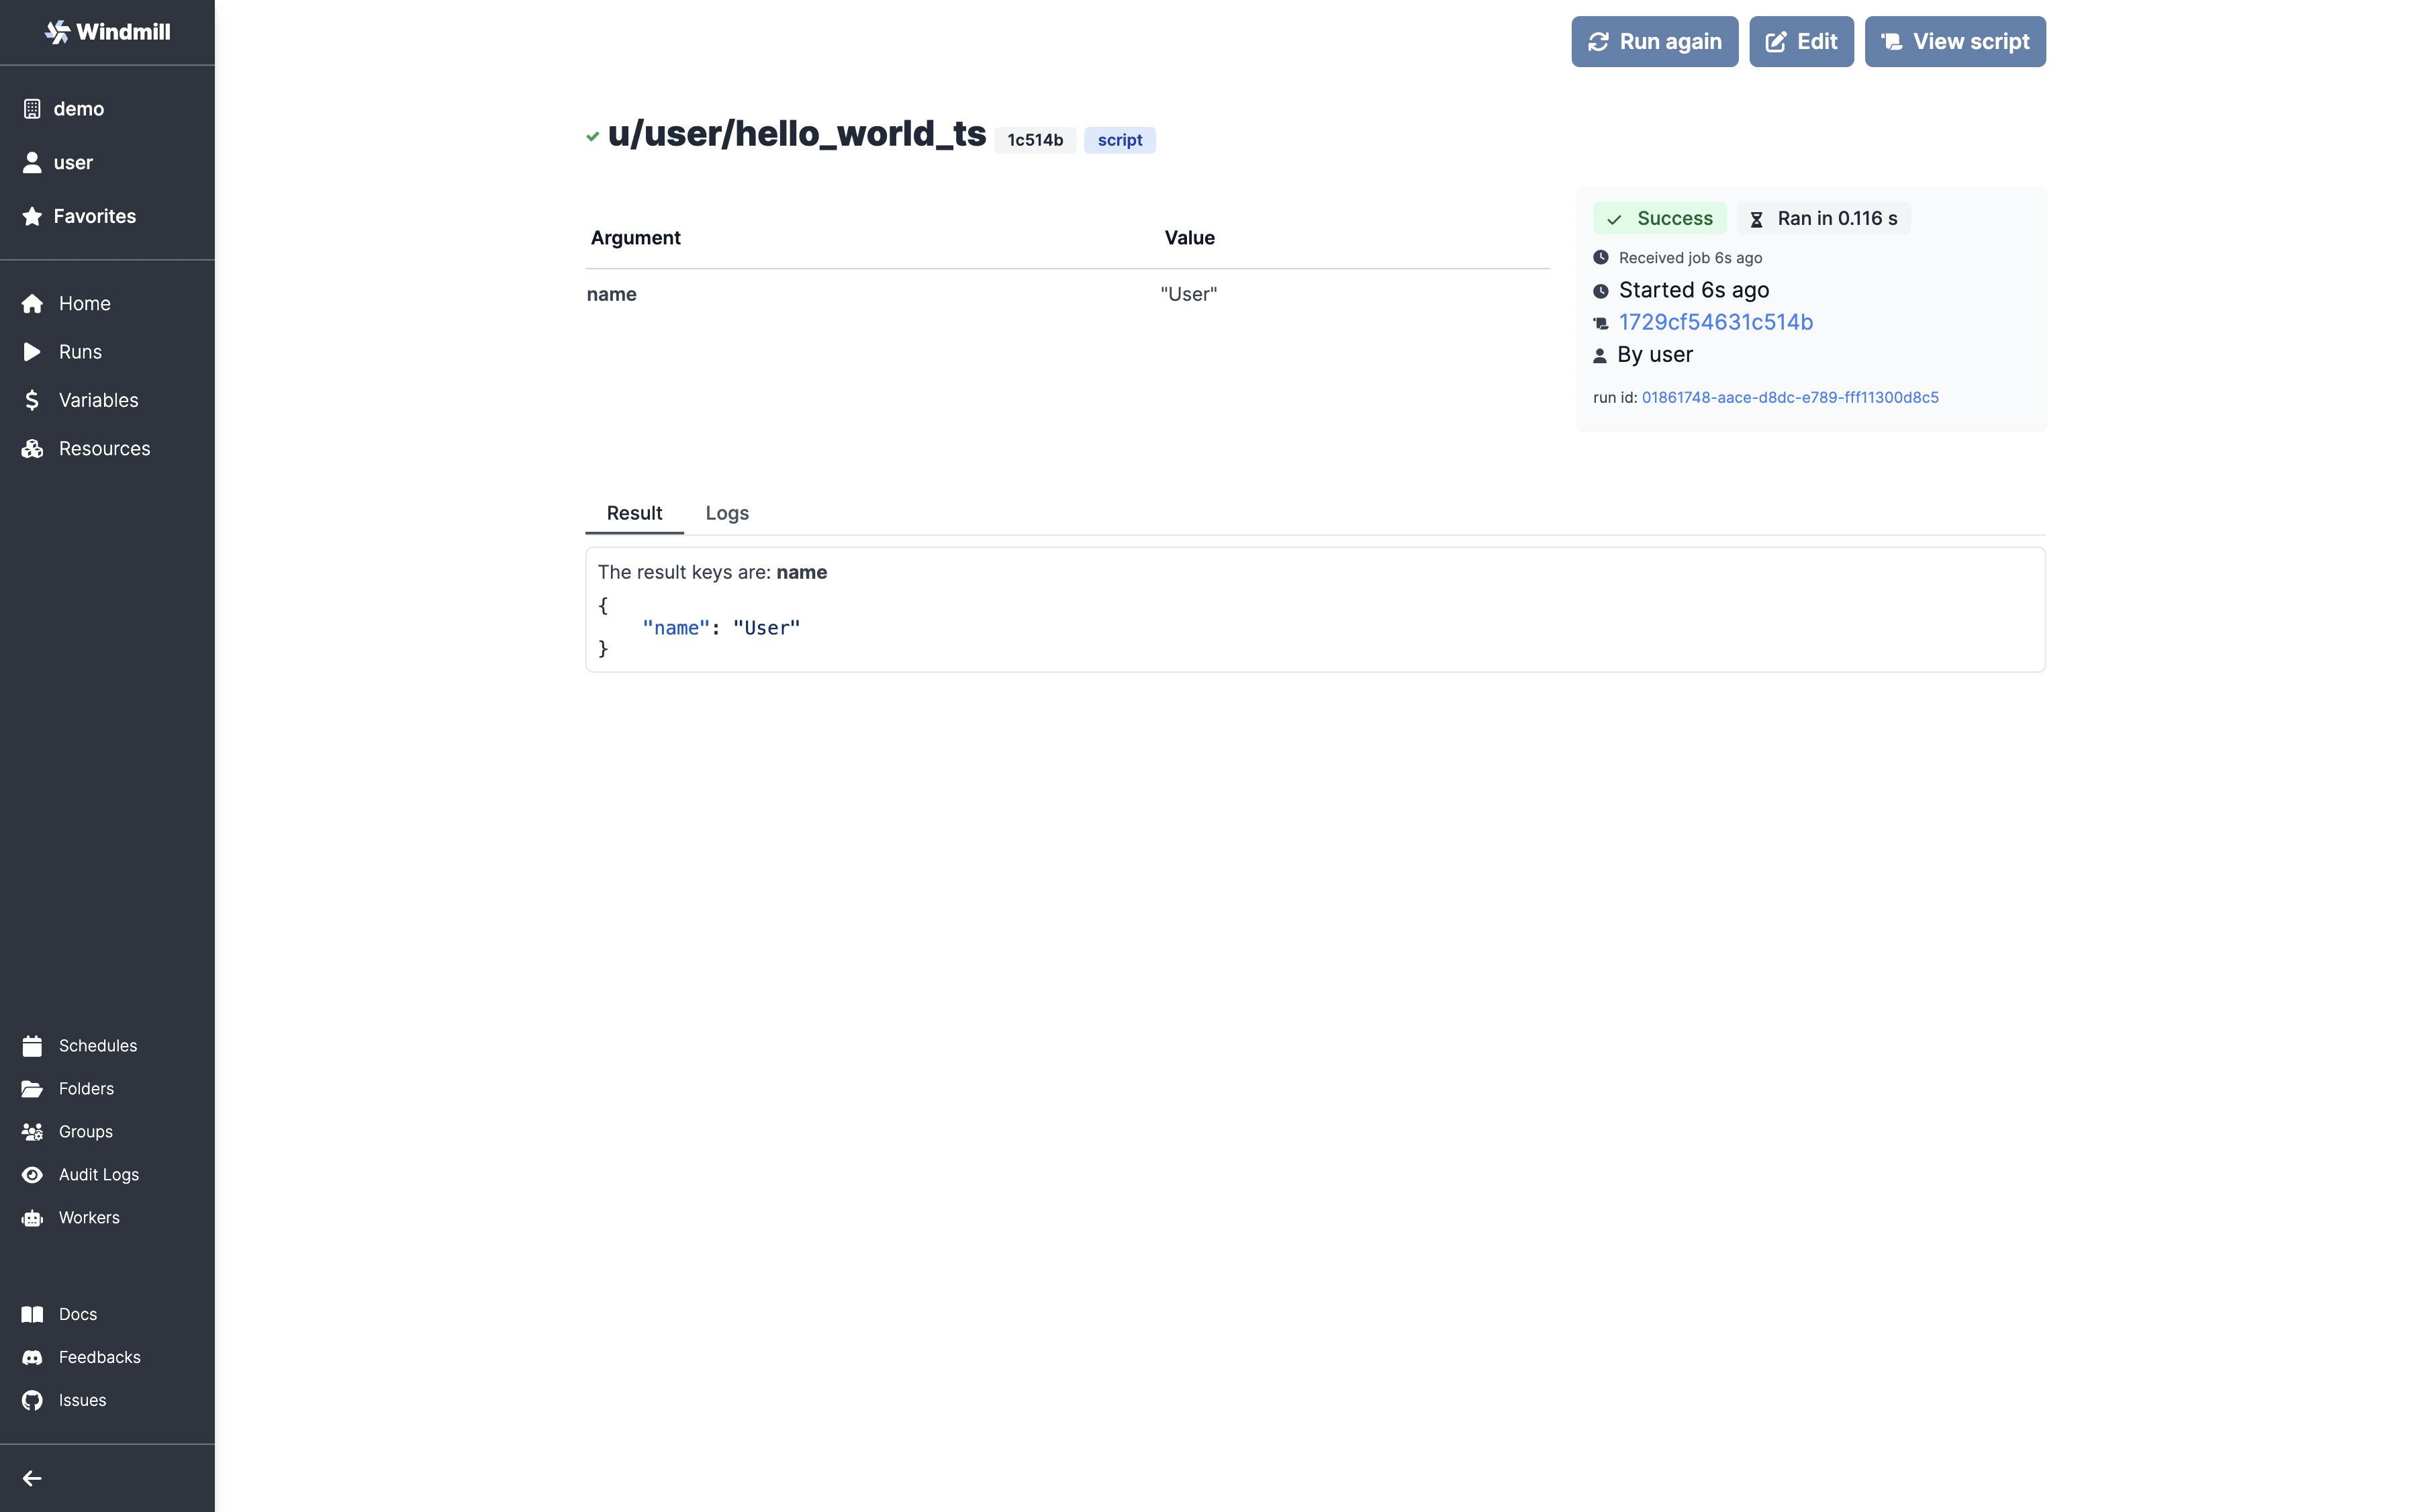 Windmill
demo
user
Favorites
Home
Runs
Variables
Resources
Schedules
Folders
Groups
Audit Logs
Workers
Docs
Feedbacks
Issues
Run again
Edit
View script
u/user/hello_world_ts 1c514b script
Argument Value
name "User"
Success Ran in 0.116 s
Received job 6s ago
Started 6s ago
1729cf54631c514b
By user
run id: 01861748-aace-d8dc-e789-fff11300d8c5
Result Logs
The result keys are: name
{
"name": "User"
}